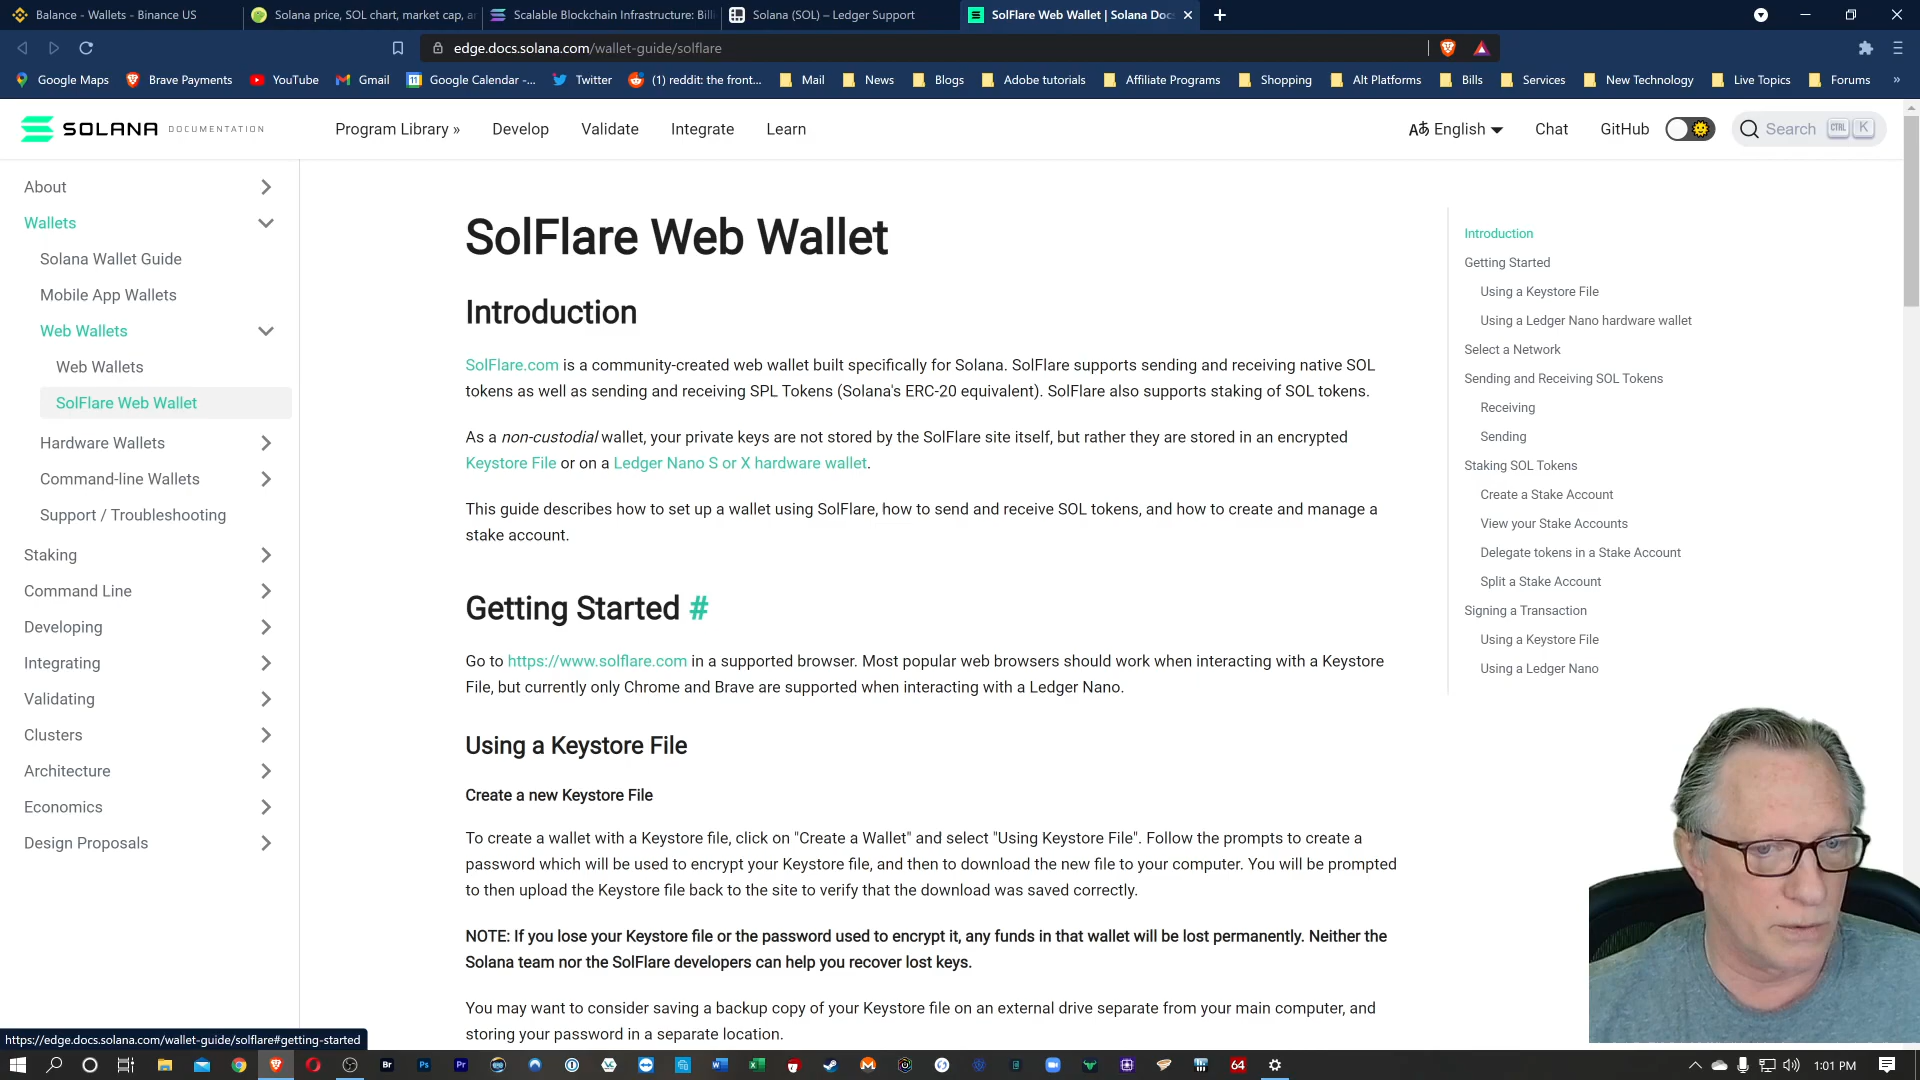 Balance - Wallets - Binance US
Solana price, SOL chart, market cap, a
Scalable Blockchain Infrastructure: Bill
Solana (SOL) – Ledger Support
SolFlare Web Wallet | Solana Doc
edge.docs.solana.com/wallet-guide/solflare
Google Maps
Brave Payments
YouTube
Gmail
Google Calendar -...
Twitter
(1) reddit: the front...
Mail
News
Blogs
Adobe tutorials
Affiliate Programs
Shopping
Alt Platforms
Bills
Services
New Technology
Live Topics
Forums
»
SOLANA DOCUMENTATION
Program Library »
Develop
Validate
Integrate
Learn
English
Chat
GitHub
Search
CTRL K
About
Wallets
Solana Wallet Guide
Mobile App Wallets
Web Wallets
Web Wallets
SolFlare Web Wallet
Hardware Wallets
Command-line Wallets
Support / Troubleshooting
Staking
Command Line
Developing
Integrating
Validating
Clusters
Architecture
Economics
Design Proposals
SolFlare Web Wallet
Introduction
SolFlare.com is a community-created web wallet built specifically for Solana. SolFlare supports sending and receiving native SOL
tokens as well as sending and receiving SPL Tokens (Solana's ERC-20 equivalent). SolFlare also supports staking of SOL tokens.
As a non-custodial wallet, your private keys are not stored by the SolFlare site itself, but rather they are stored in an encrypted
Keystore File or on a Ledger Nano S or X hardware wallet.
This guide describes how to set up a wallet using SolFlare, how to send and receive SOL tokens, and how to create and manage a
stake account.
Getting Started #
Go to https://www.solflare.com in a supported browser. Most popular web browsers should work when interacting with a Keystore
File, but currently only Chrome and Brave are supported when interacting with a Ledger Nano.
Using a Keystore File
Create a new Keystore File
To create a wallet with a Keystore file, click on "Create a Wallet" and select "Using Keystore File". Follow the prompts to create a
password which will be used to encrypt your Keystore file, and then to download the new file to your computer. You will be prompted
to then upload the Keystore file back to the site to verify that the download was saved correctly.
NOTE: If you lose your Keystore file or the password used to encrypt it, any funds in that wallet will be lost permanently. Neither the
Solana team nor the SolFlare developers can help you recover lost keys.
You may want to consider saving a backup copy of your Keystore file on an external drive separate from your main computer, and
storing your password in a separate location.
Introduction
Getting Started
Using a Keystore File
Using a Ledger Nano hardware wallet
Select a Network
Sending and Receiving SOL Tokens
Receiving
Sending
Staking SOL Tokens
Create a Stake Account
View your Stake Accounts
Delegate tokens in a Stake Account
Split a Stake Account
Signing a Transaction
Using a Keystore File
Using a Ledger Nano
https://edge.docs.solana.com/wallet-guide/solflare#getting-started
Br
Ps
Pr
64
1:01 PM